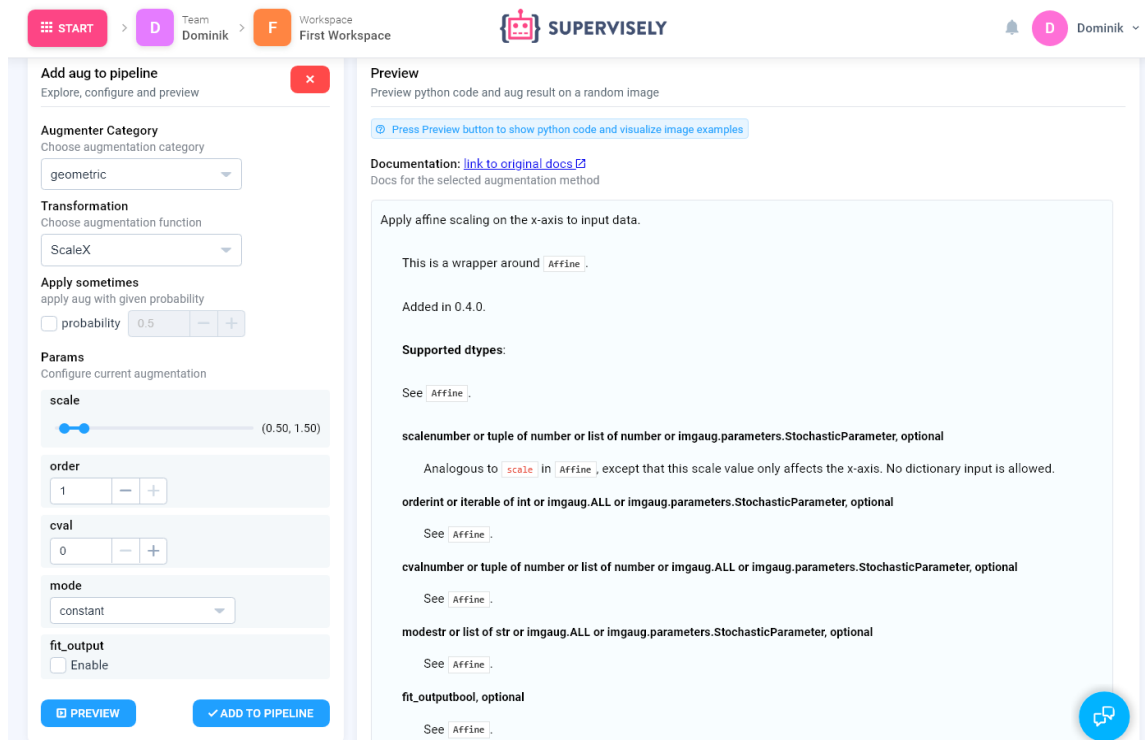 START
D
Team
Dominik
F
Workspace
First Workspace
SUPERVISELY
D
Dominik
Add aug to pipeline
Explore, configure and preview
Augmenter Category
Choose augmentation category
geometric
Transformation
Choose augmentation function
ScaleX
Apply sometimes
apply aug with given probability
probability 0.5
Params
Configure current augmentation
scale
(0.50, 1.50)
order
1
cval
0
mode
constant
fit_output
Enable
PREVIEW
ADD TO PIPELINE
Preview
Preview python code and aug result on a random image
Press Preview button to show python code and visualize image examples
Documentation: link to original docs
Docs for the selected augmentation method
Apply affine scaling on the x-axis to input data.
This is a wrapper around Affine.
Added in 0.4.0.
Supported dtypes:
See Affine.
scalenumber or tuple of number or list of number or imgaug.parameters.StochasticParameter, optional
Analogous to scale in Affine, except that this scale value only affects the x-axis. No dictionary input is allowed.
orderint or iterable of int or imgaug.ALL or imgaug.parameters.StochasticParameter, optional
See Affine.
cvalnumber or tuple of number or list of number or imgaug.ALL or imgaug.parameters.StochasticParameter, optional
See Affine.
modestr or list of str or imgaug.ALL or imgaug.parameters.StochasticParameter, optional
See Affine.
fit_outputbool, optional
See Affine.